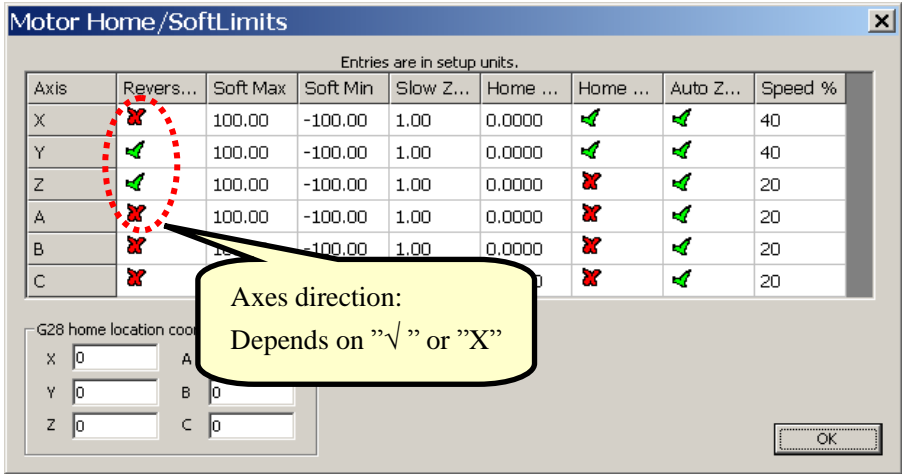 Motor Home/SoftLimits
Entries are in setup units.
Axis Revers... Soft Max Soft Min Slow Z... Home ... Home ... Auto Z... Speed %
X 100.00 -100.00 1.00 0.0000 40
Y 100.00 -100.00 1.00 0.0000 40
Z 100.00 -100.00 1.00 0.0000 20
A 100.00 -100.00 1.00 0.0000 20
B -100.00 1.00 0.0000 20
C 20
Axes direction:
Depends on ”√ ” or ”X”
G28 home location coor
X 0 A
Y 0 B 0
Z 0 C 0
OK